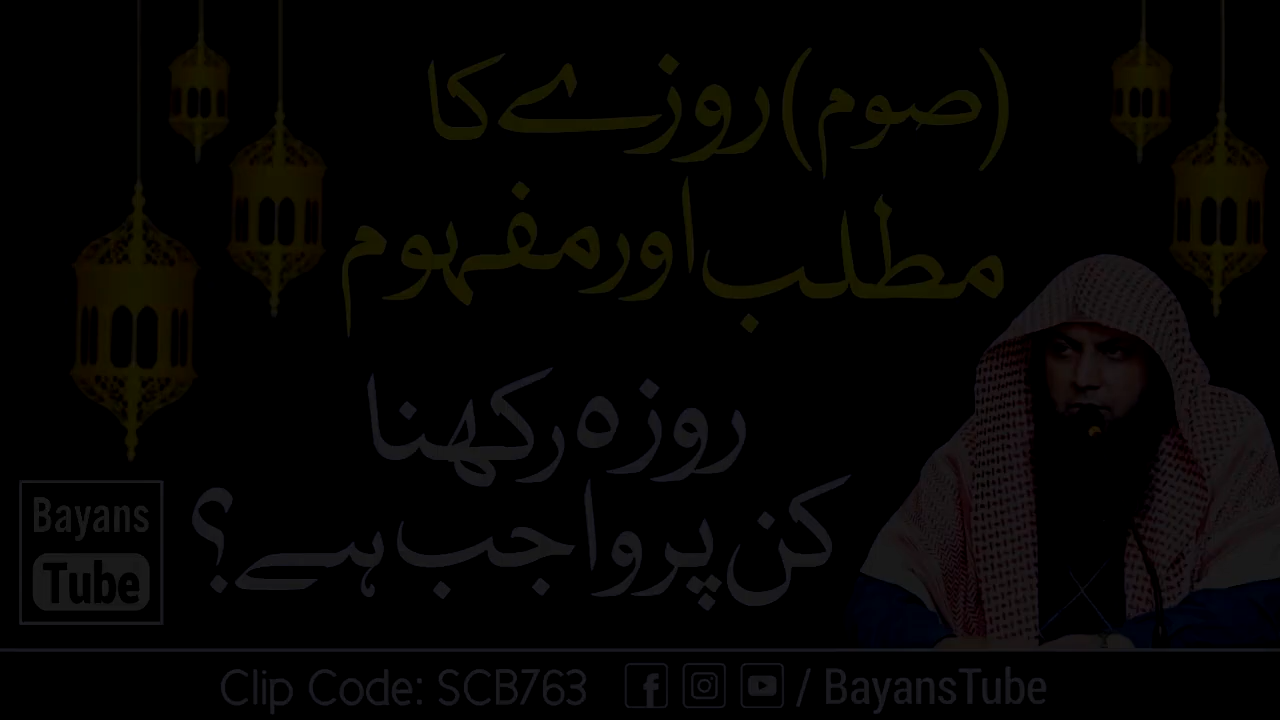 (صوم) روزے کا
مطلب اور مفہوم
روزہ رکھنا
کن پر واجب ہے؟
Bayans
Tube
Clip Code: SCB763 / BayansTube